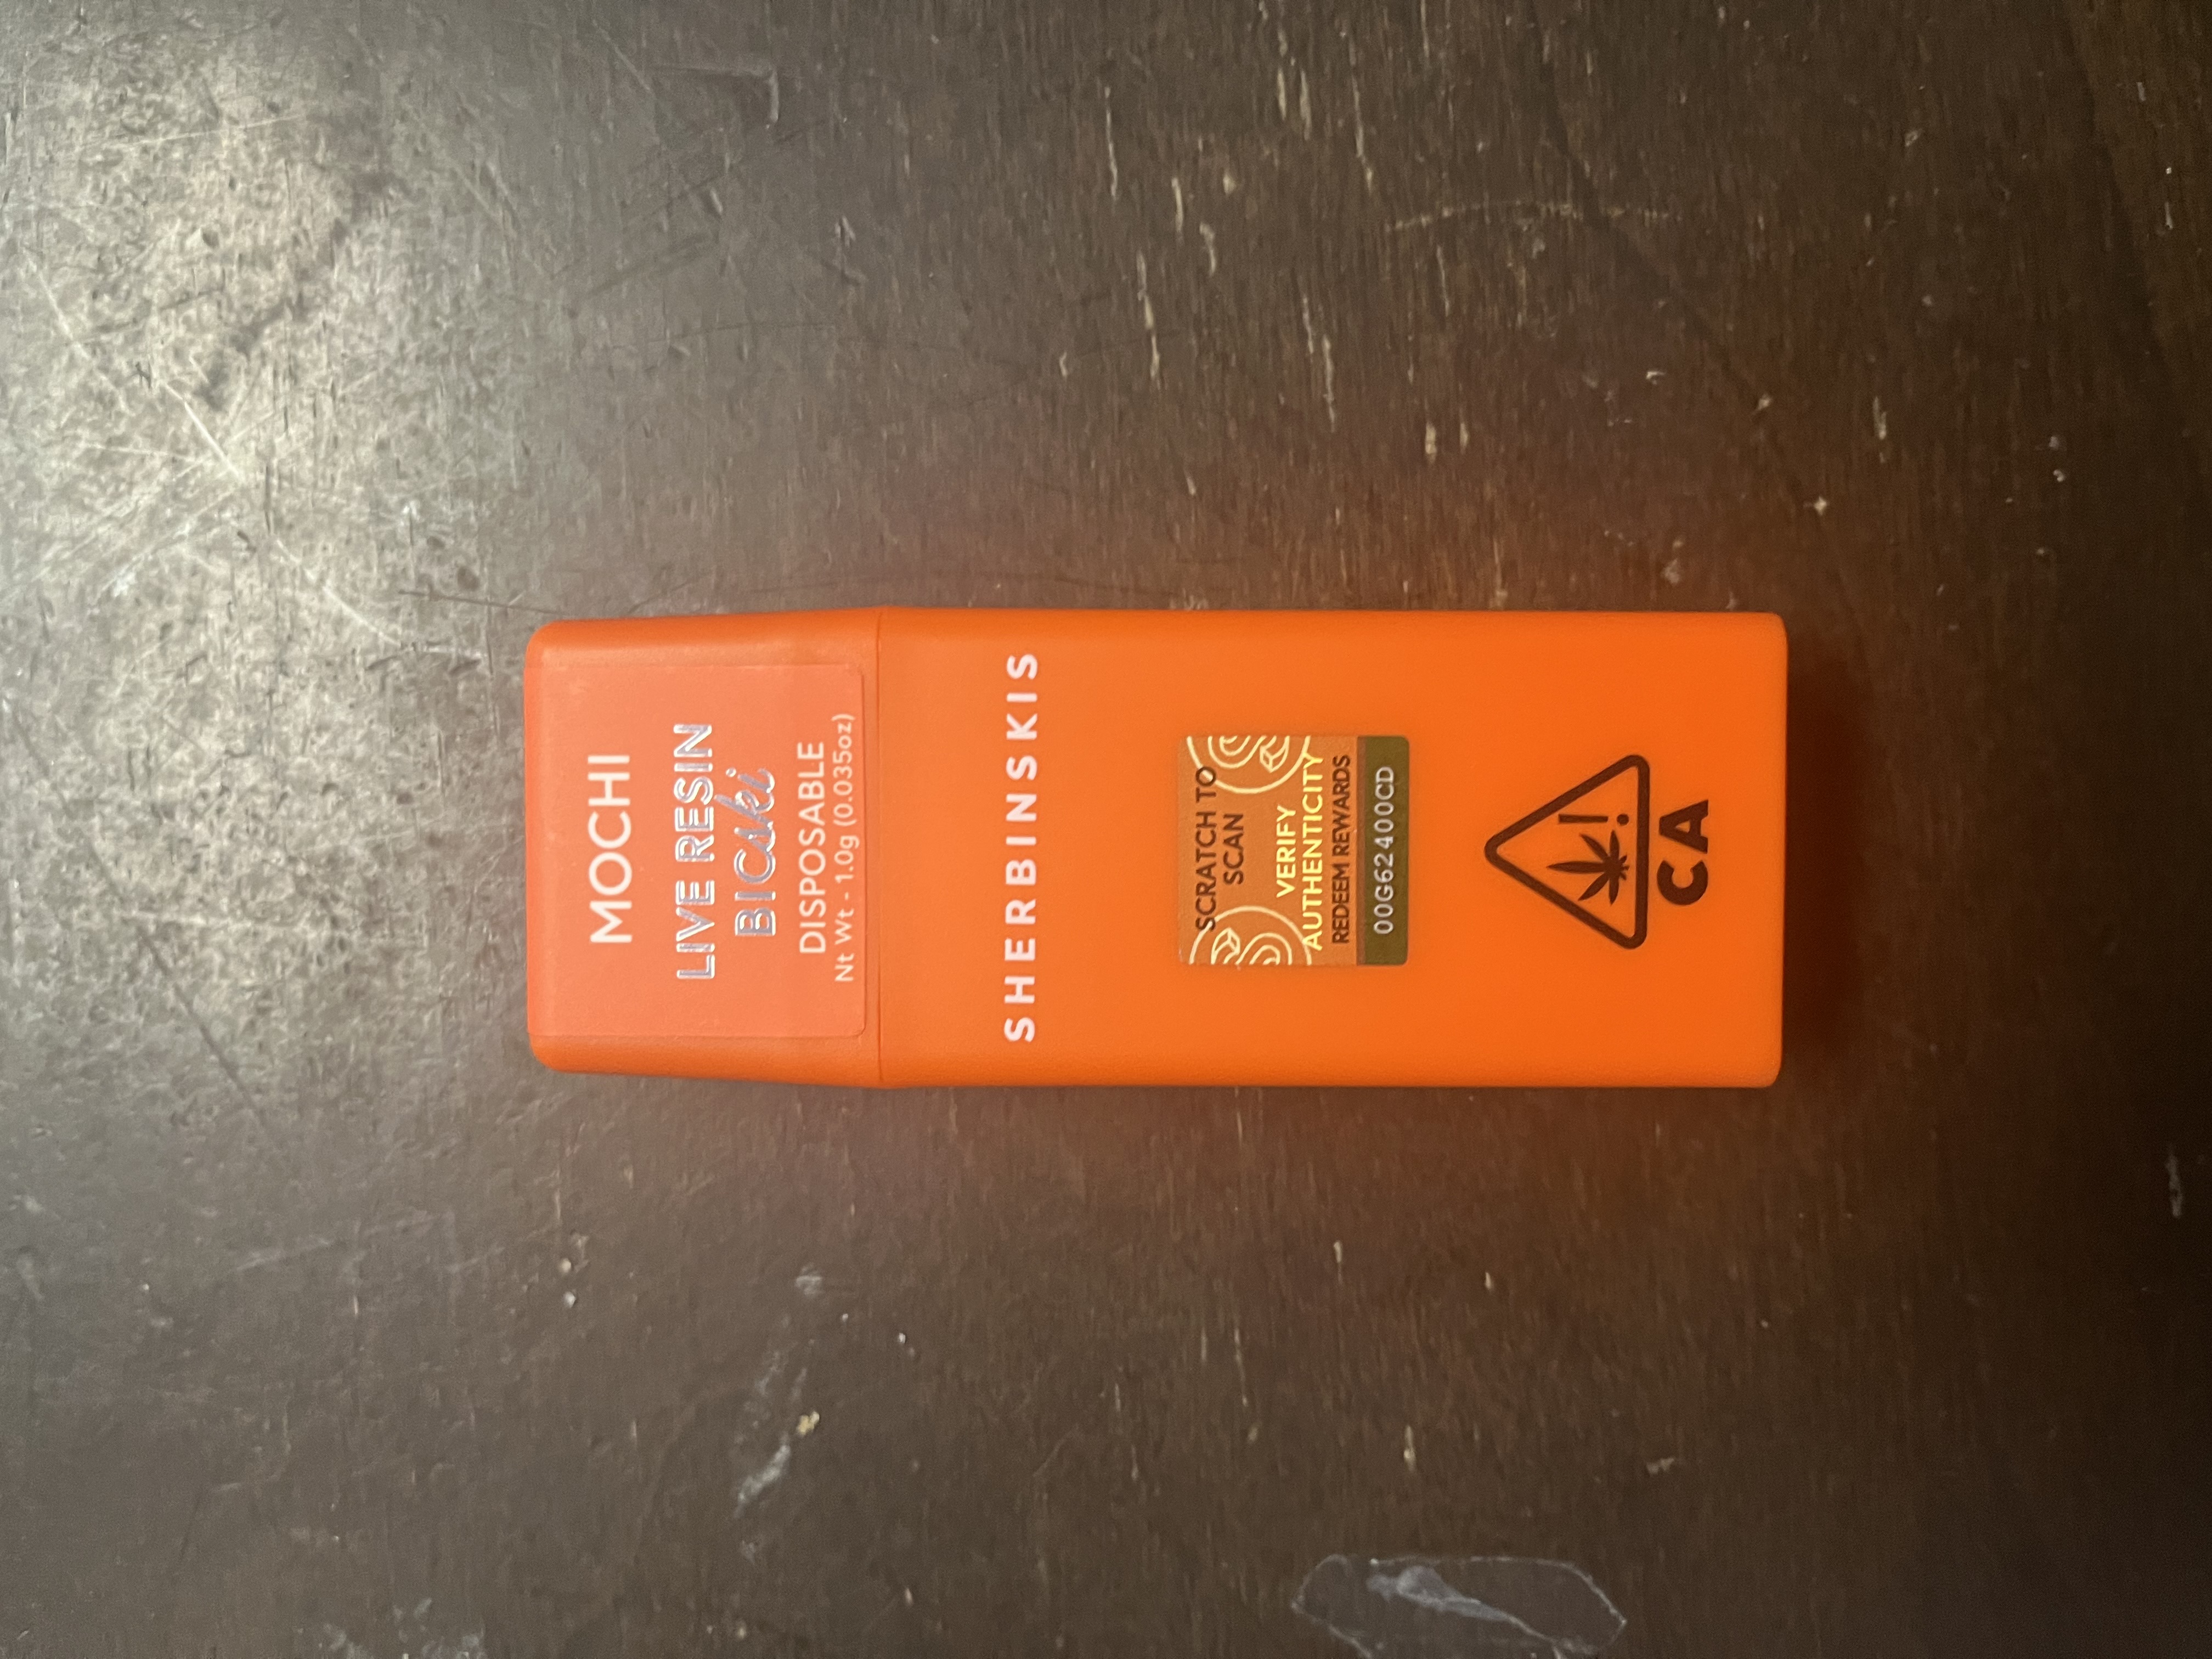 MOCHI
LIVE RESIN
BICski
DISPOSABLE
Nt Wt - 1.0g (0.035oz)
SHERBINSKIS
SCRATCH TO
SCAN
VERIFY
AUTHENTICITY
REDEEM REWARDS
00G62400CD
!
CA